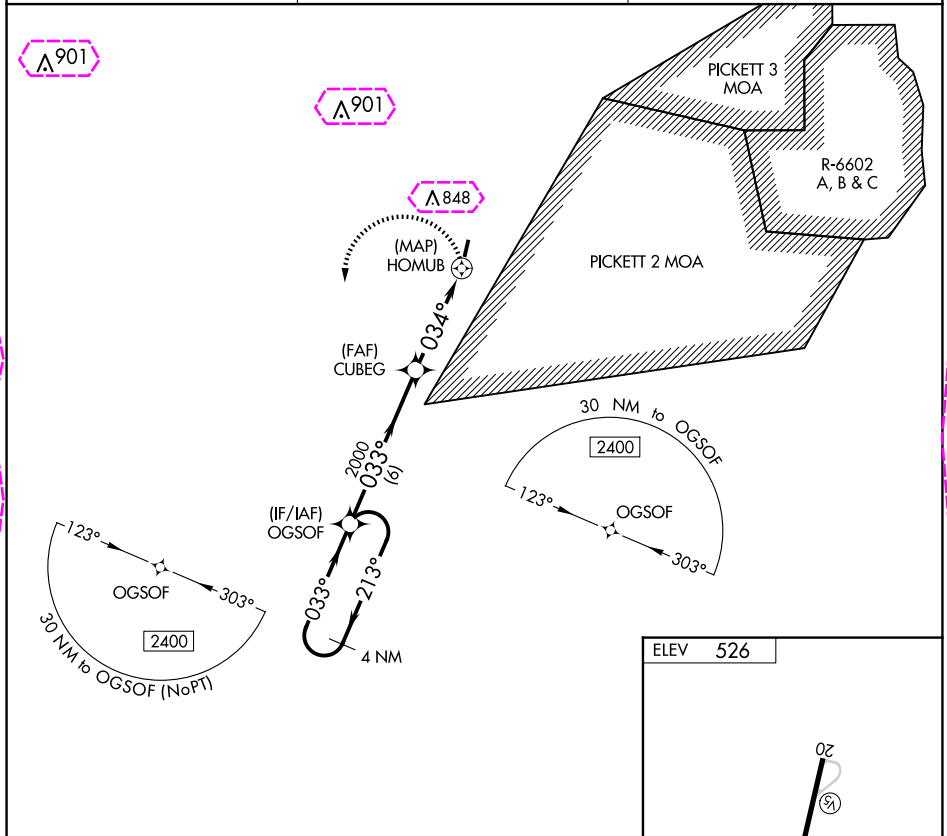 901
901
848
PICKETT 3
MOA
R-6602
A, B & C
PICKETT 2 MOA
(MAP)
HOMUB
034°
(FAF)
CUBEG
2000
033°
(6)
(IF/IAF)
OGSOF
033°
213°
4 NM
30 NM to OGSOF
2400
123°
OGSOF
303°
123°
OGSOF
303°
2400
30 NM to OGSOF (NoPT)
ELEV 526
20
V5